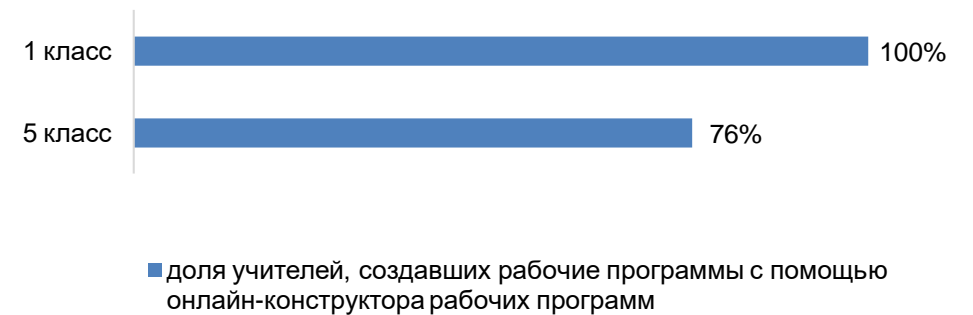 1 класс
100%
5 класс
76%
доля учителей, создавших рабочие программы с помощью
онлайн-конструктора рабочих программ